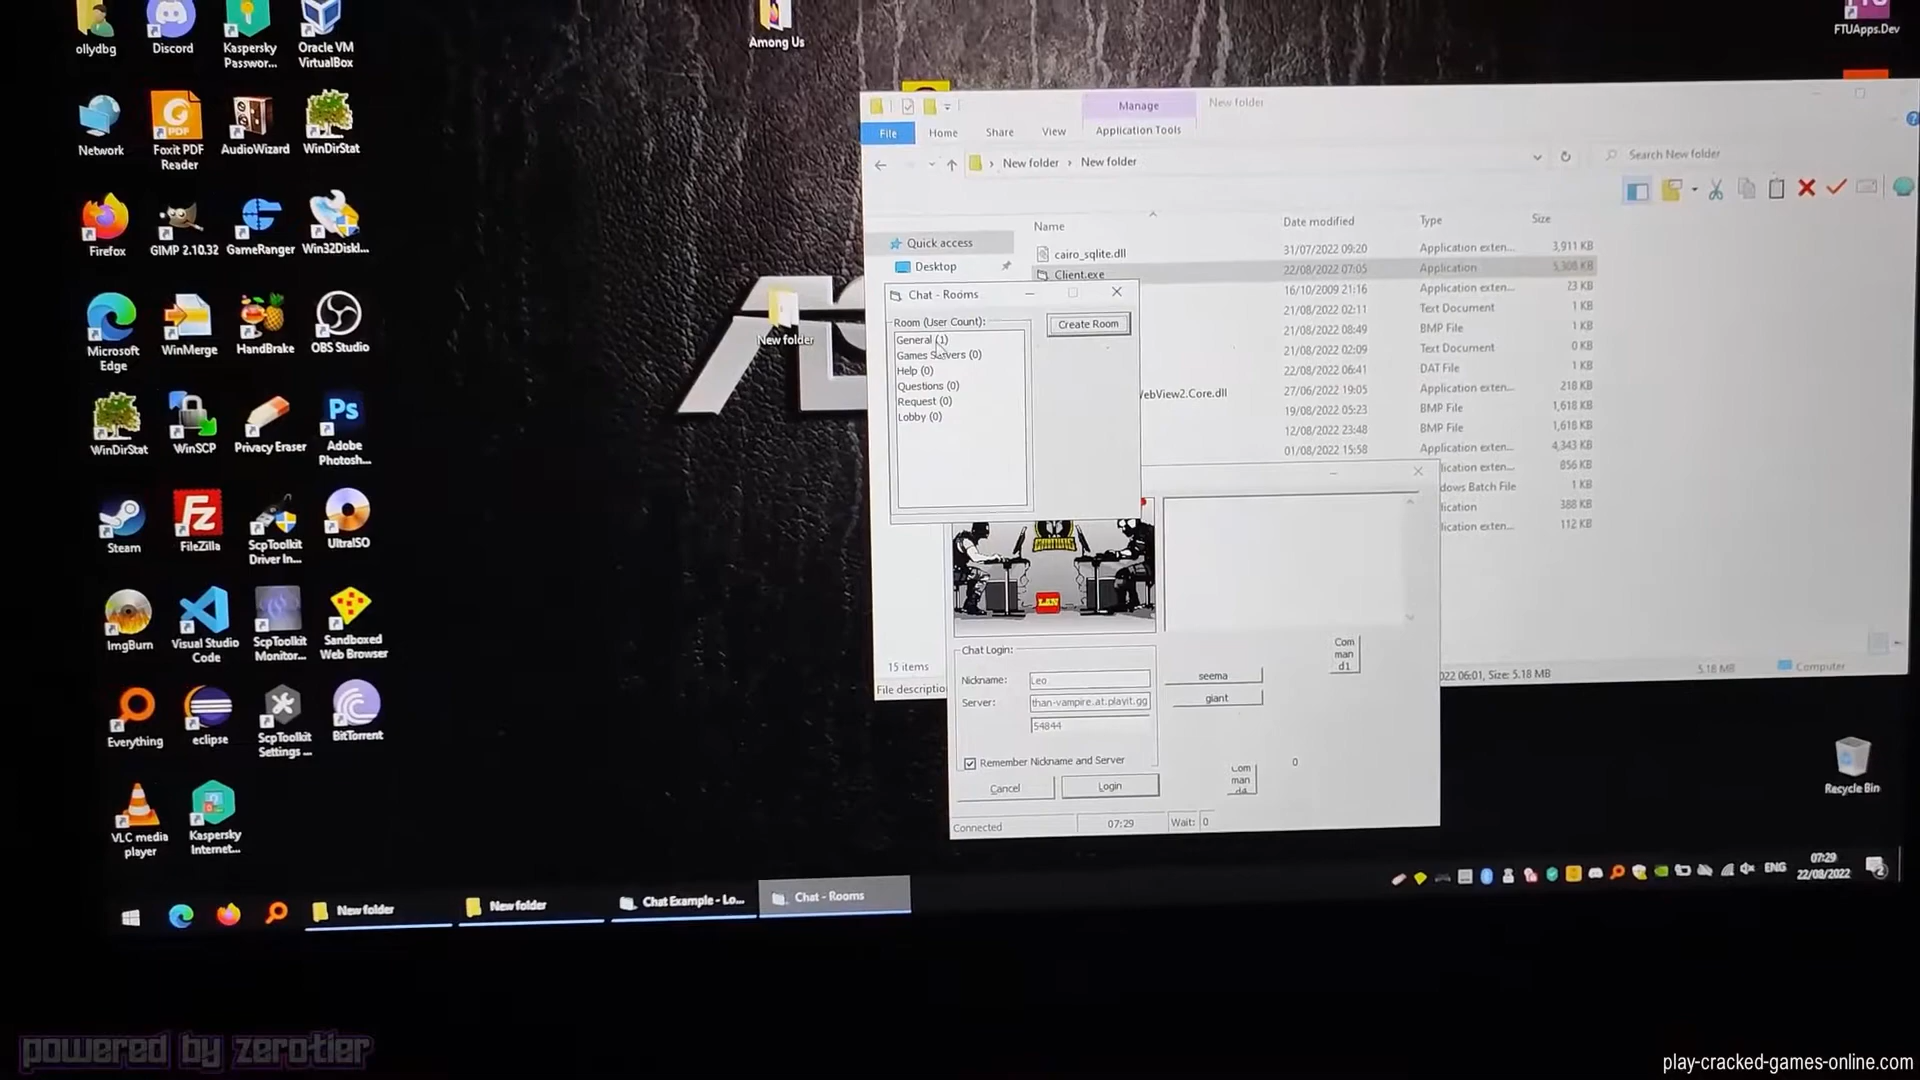 ollydbg
Discord
Kaspersky
Passwor...
Oracle VM
VirtualBox
Among Us
FTUApps.Dev
Network
Foxit PDF
Reader
AudioWizard
WinDirStat
Firefox
GIMP 2.10.32
GameRanger
Win32DiskI...
Microsoft
Edge
WinMerge
HandBrake
OBS Studio
WinDirStat
WinSCP
Privacy Eraser
Adobe
Photosh...
Steam
FileZilla
ScpToolkit
Driver In...
UltraISO
ImgBurn
Visual Studio
Code
ScpToolkit
Monitor...
Sandboxed
Web Browser
Everything
eclipse
ScpToolkit
Settings ...
BitTorrent
VLC media
player
Kaspersky
Internet...
New folder
Manage
New folder
File
Home
Share
View
Application Tools
New folder › New folder
Search New folder
Name
Date modified
Type
Size
Quick access
Desktop
cairo_sqlite.dll
31/07/2022 09:20
Application exten...
3,911 KB
Client.exe
22/08/2022 07:05
Application
16/10/2009 21:16
Application exten...
23 KB
21/08/2022 02:11
Text Document
1 KB
21/08/2022 08:49
BMP File
1 KB
21/08/2022 02:09
Text Document
0 KB
22/08/2022 06:41
DAT File
1 KB
WebView2.Core.dll
27/06/2022 19:05
Application exten...
218 KB
19/08/2022 05:23
BMP File
1,618 KB
12/08/2022 23:48
BMP File
1,618 KB
01/08/2022 15:58
Application exten...
4,343 KB
lication exten...
856 KB
dows Batch File
1 KB
lication
388 KB
lication exten...
112 KB
15 items
File descriptio
022 06:01, Size: 5.18 MB
5.18 MB
Computer
Chat - Rooms
Room (User Count):
Create Room
General (1)
Games Servers (0)
Help (0)
Questions (0)
Request (0)
Lobby (0)
LAN
Chat Login:
Nickname:
Leo
Server:
than-vampire.at.playit.gg
54844
Remember Nickname and Server
Cancel
Login
seema
giant
Com
man
d1
Com
man
0
Connected
07:29
Wait: 0
Recycle Bin
New folder
New folder
Chat Example - Lo...
Chat - Rooms
ENG
07:29
22/08/2022
powered by zerotier
play-cracked-games-online.com